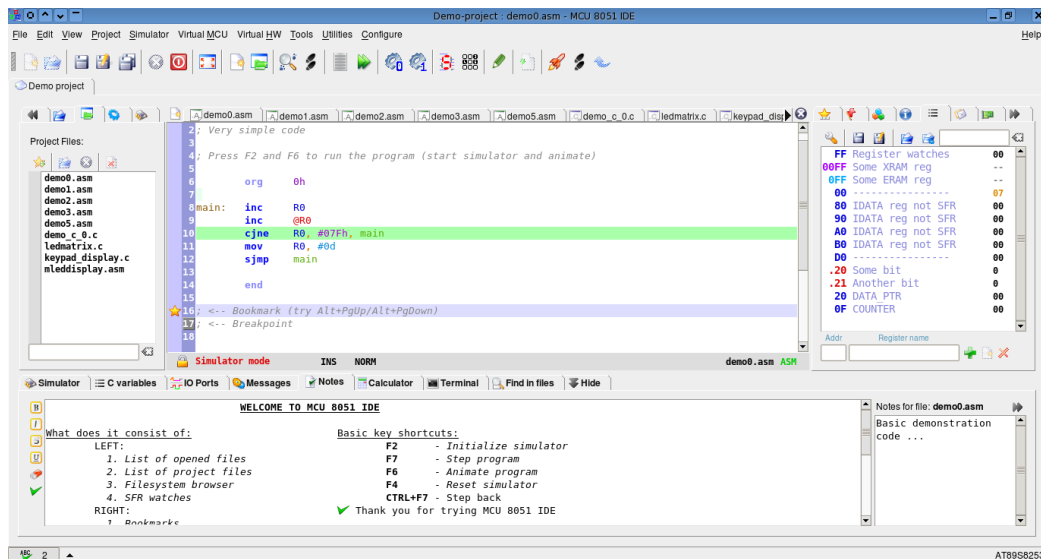 Demo-project : demo0.asm - MCU 8051 IDE
File Edit View Project Simulator Virtual MCU Virtual HW Tools Utilities Configure Help
Demo project
demo0.asm demo1.asm demo2.asm demo3.asm demo5.asm demo_c_0.c ledmatrix.c keypad_disp
Project Files:
demo0.asm
demo1.asm
demo2.asm
demo3.asm
demo5.asm
demo_c_0.c
ledmatrix.c
keypad_display.c
mleddisplay.asm
2 ; Very simple code
3
4 ; Press F2 and F6 to run the program (start simulator and animate)
5
6 org 0h
7
8 main: inc R0
9 inc @R0
10 cjne R0, #07Fh, main
11 mov R0, #0d
12 sjmp main
13
14 end
15
16 ; <-- Bookmark (try Alt+PgUp/Alt+PgDown)
17 ; <-- Breakpoint
18
Simulator mode INS NORM demo0.asm ASM
FF Register watches 00
00FF Some XRAM reg --
0FF Some ERAM reg --
00 ---------------- 07
80 IDATA reg not SFR 00
90 IDATA reg not SFR 00
A0 IDATA reg not SFR 00
B0 IDATA reg not SFR 00
D0 ---------------- 00
.20 Some bit 0
.21 Another bit 0
20 DATA_PTR 00
0F COUNTER 00
Addr Register name
Simulator C variables IO Ports Messages Notes Calculator Terminal Find in files Hide
WELCOME TO MCU 8051 IDE
What does it consist of:
LEFT:
1. List of opened files
2. List of project files
3. Filesystem browser
4. SFR watches
RIGHT:
1. Bookmarks
Basic key shortcuts:
F2 - Initialize simulator
F7 - Step program
F6 - Animate program
F4 - Reset simulator
CTRL+F7 - Step back
Thank you for trying MCU 8051 IDE
Notes for file: demo0.asm
Basic demonstration
code ...
ABC 2 AT89S8253